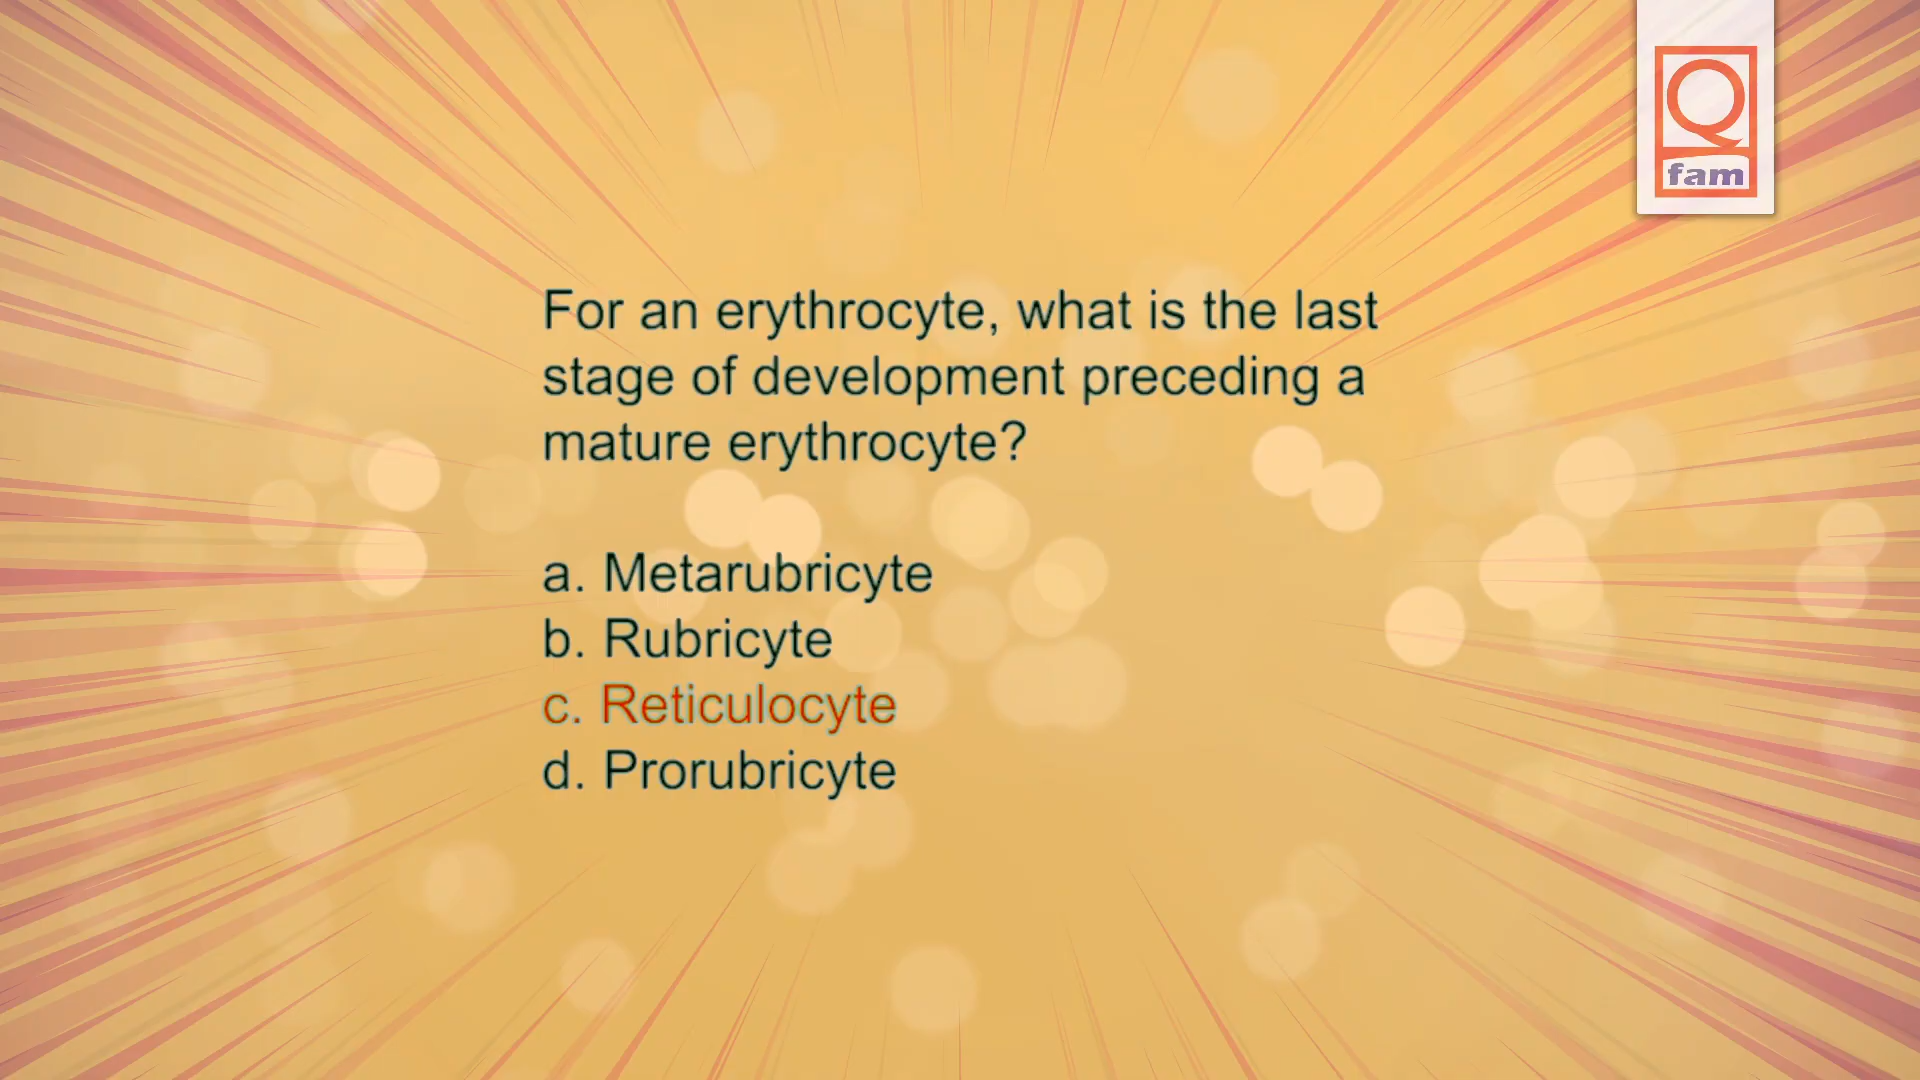 Q
fam
For an erythrocyte, what is the last
stage of development preceding a
mature erythrocyte?
a. Metarubricyte
b. Rubricyte
c. Reticulocyte
d. Prorubricyte